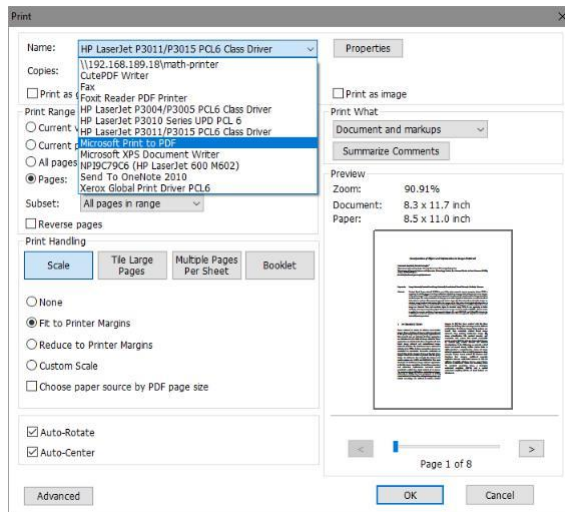 Print
Name: HP LaserJet P3011/P3015 PCL6 Class Driver Properties
\\192.168.189.18\math-printer
Copies: CutePDF Writer
Fax
Print as Foxit Reader PDF Printer Print as image
Print Range HP LaserJet P3004/P3005 PCL6 Class Driver Print What
Current HP LaserJet P3010 Series UPD PCL 6 Document and markups
HP LaserJet P3011/P3015 PCL6 Class Driver
Current Microsoft Print to PDF Summarize Comments
All pages Microsoft XPS Document Writer
NPI9C79C6 (HP LaserJet 600 M602)
Pages: Send To OneNote 2010
Xerox Global Print Driver PCL6
Subset: All pages in range
Reverse pages
Preview
Zoom: 90.91%
Document: 8.3 x 11.7 inch
Paper: 8.5 x 11.0 inch
Print Handling
Scale Tile Large Pages Multiple Pages Per Sheet Booklet
None
Fit to Printer Margins
Reduce to Printer Margins
Custom Scale
Choose paper source by PDF page size
Auto-Rotate
Auto-Center
< >
Page 1 of 8
Advanced OK Cancel